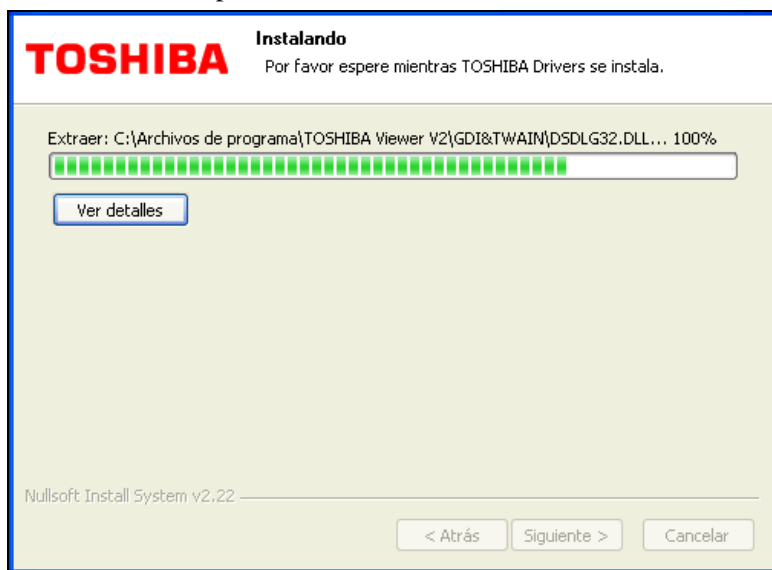 TOSHIBA
Instalando
Por favor espere mientras TOSHIBA Drivers se instala.
Extraer: C:\Archivos de programa\TOSHIBA Viewer V2\GDI&TWAIN\DSDLG32.DLL... 100%
Ver detalles
Nullsoft Install System v2.22
< Atrás
Siguiente >
Cancelar